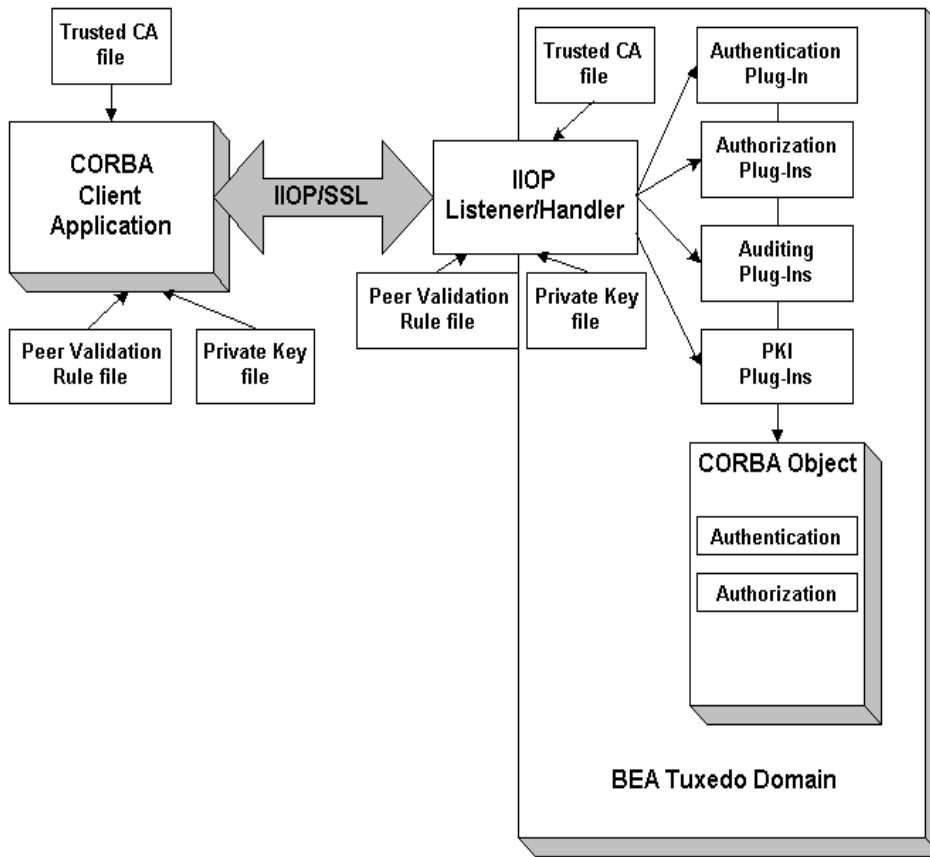 Trusted CA
file
CORBA
Client
Application
IIOP/SSL
Peer Validation
Rule file
Private Key
file
Trusted CA
file
IIOP
Listener/Handler
Peer Validation
Rule file
Private Key
file
Authentication
Plug-In
Authorization
Plug-Ins
Auditing
Plug-Ins
PKI
Plug-Ins
CORBA Object
Authentication
Authorization
BEA Tuxedo Domain